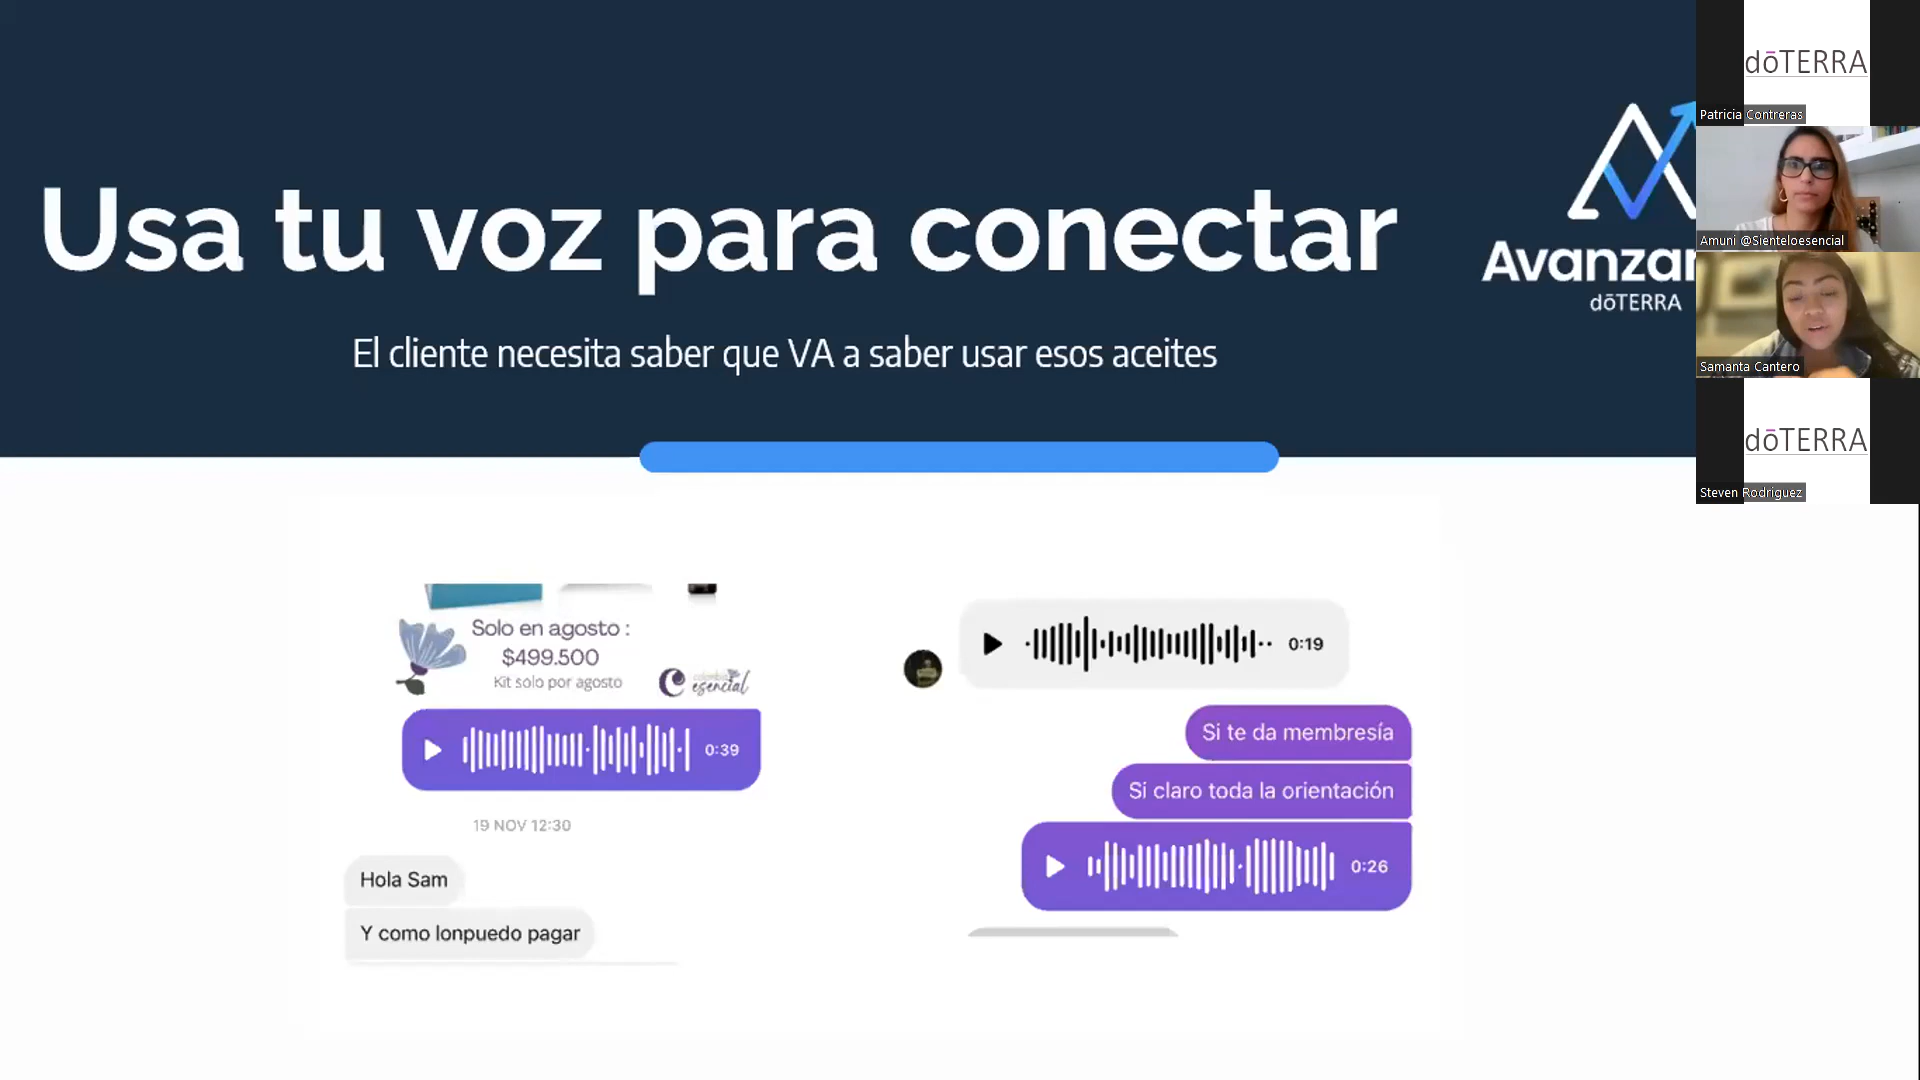 Usa tu voz para conectar
El cliente necesita saber que VA a saber usar esos aceites
Avanzar
dōTERRA
dōTERRA
Patricia Contreras
Amuni @Sienteloesencial
Samanta Cantero
dōTERRA
Steven Rodriguez
Solo en agosto :
$499.500
Kit solo por agosto
colombia
esencial
0:39
19 NOV 12:30
Hola Sam
Y como lonpuedo pagar
0:19
Si te da membresía
Si claro toda la orientación
0:26